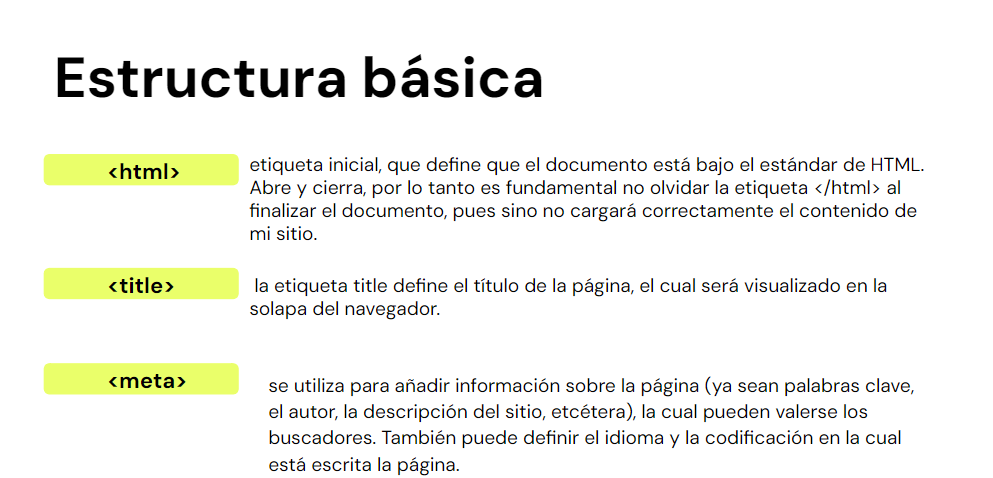 Estructura básica
<html>
etiqueta inicial, que define que el documento está bajo el estándar de HTML.
Abre y cierra, por lo tanto es fundamental no olvidar la etiqueta </html> al
finalizar el documento, pues sino no cargará correctamente el contenido de
mi sitio.
<title>
la etiqueta title define el título de la página, el cual será visualizado en la
solapa del navegador.
<meta>
se utiliza para añadir información sobre la página (ya sean palabras clave,
el autor, la descripción del sitio, etcétera), la cual pueden valerse los
buscadores. También puede definir el idioma y la codificación en la cual
está escrita la página.